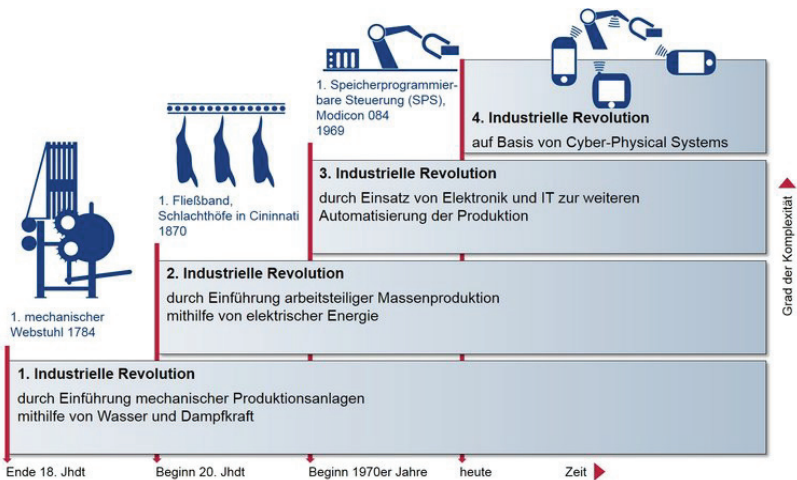 1. Speicherprogrammier-
bare Steuerung (SPS),
Modicon 084
1969
4. Industrielle Revolution
auf Basis von Cyber-Physical Systems
1. Fließband,
Schlachthöfe in Cininnati
1870
3. Industrielle Revolution
durch Einsatz von Elektronik und IT zur weiteren
Automatisierung der Produktion
1. mechanischer
Webstuhl 1784
2. Industrielle Revolution
durch Einführung arbeitsteiliger Massenproduktion
mithilfe von elektrischer Energie
1. Industrielle Revolution
durch Einführung mechanischer Produktionsanlagen
mithilfe von Wasser und Dampfkraft
Grad der Komplexität
Ende 18. Jhdt
Beginn 20. Jhdt
Beginn 1970er Jahre
heute
Zeit